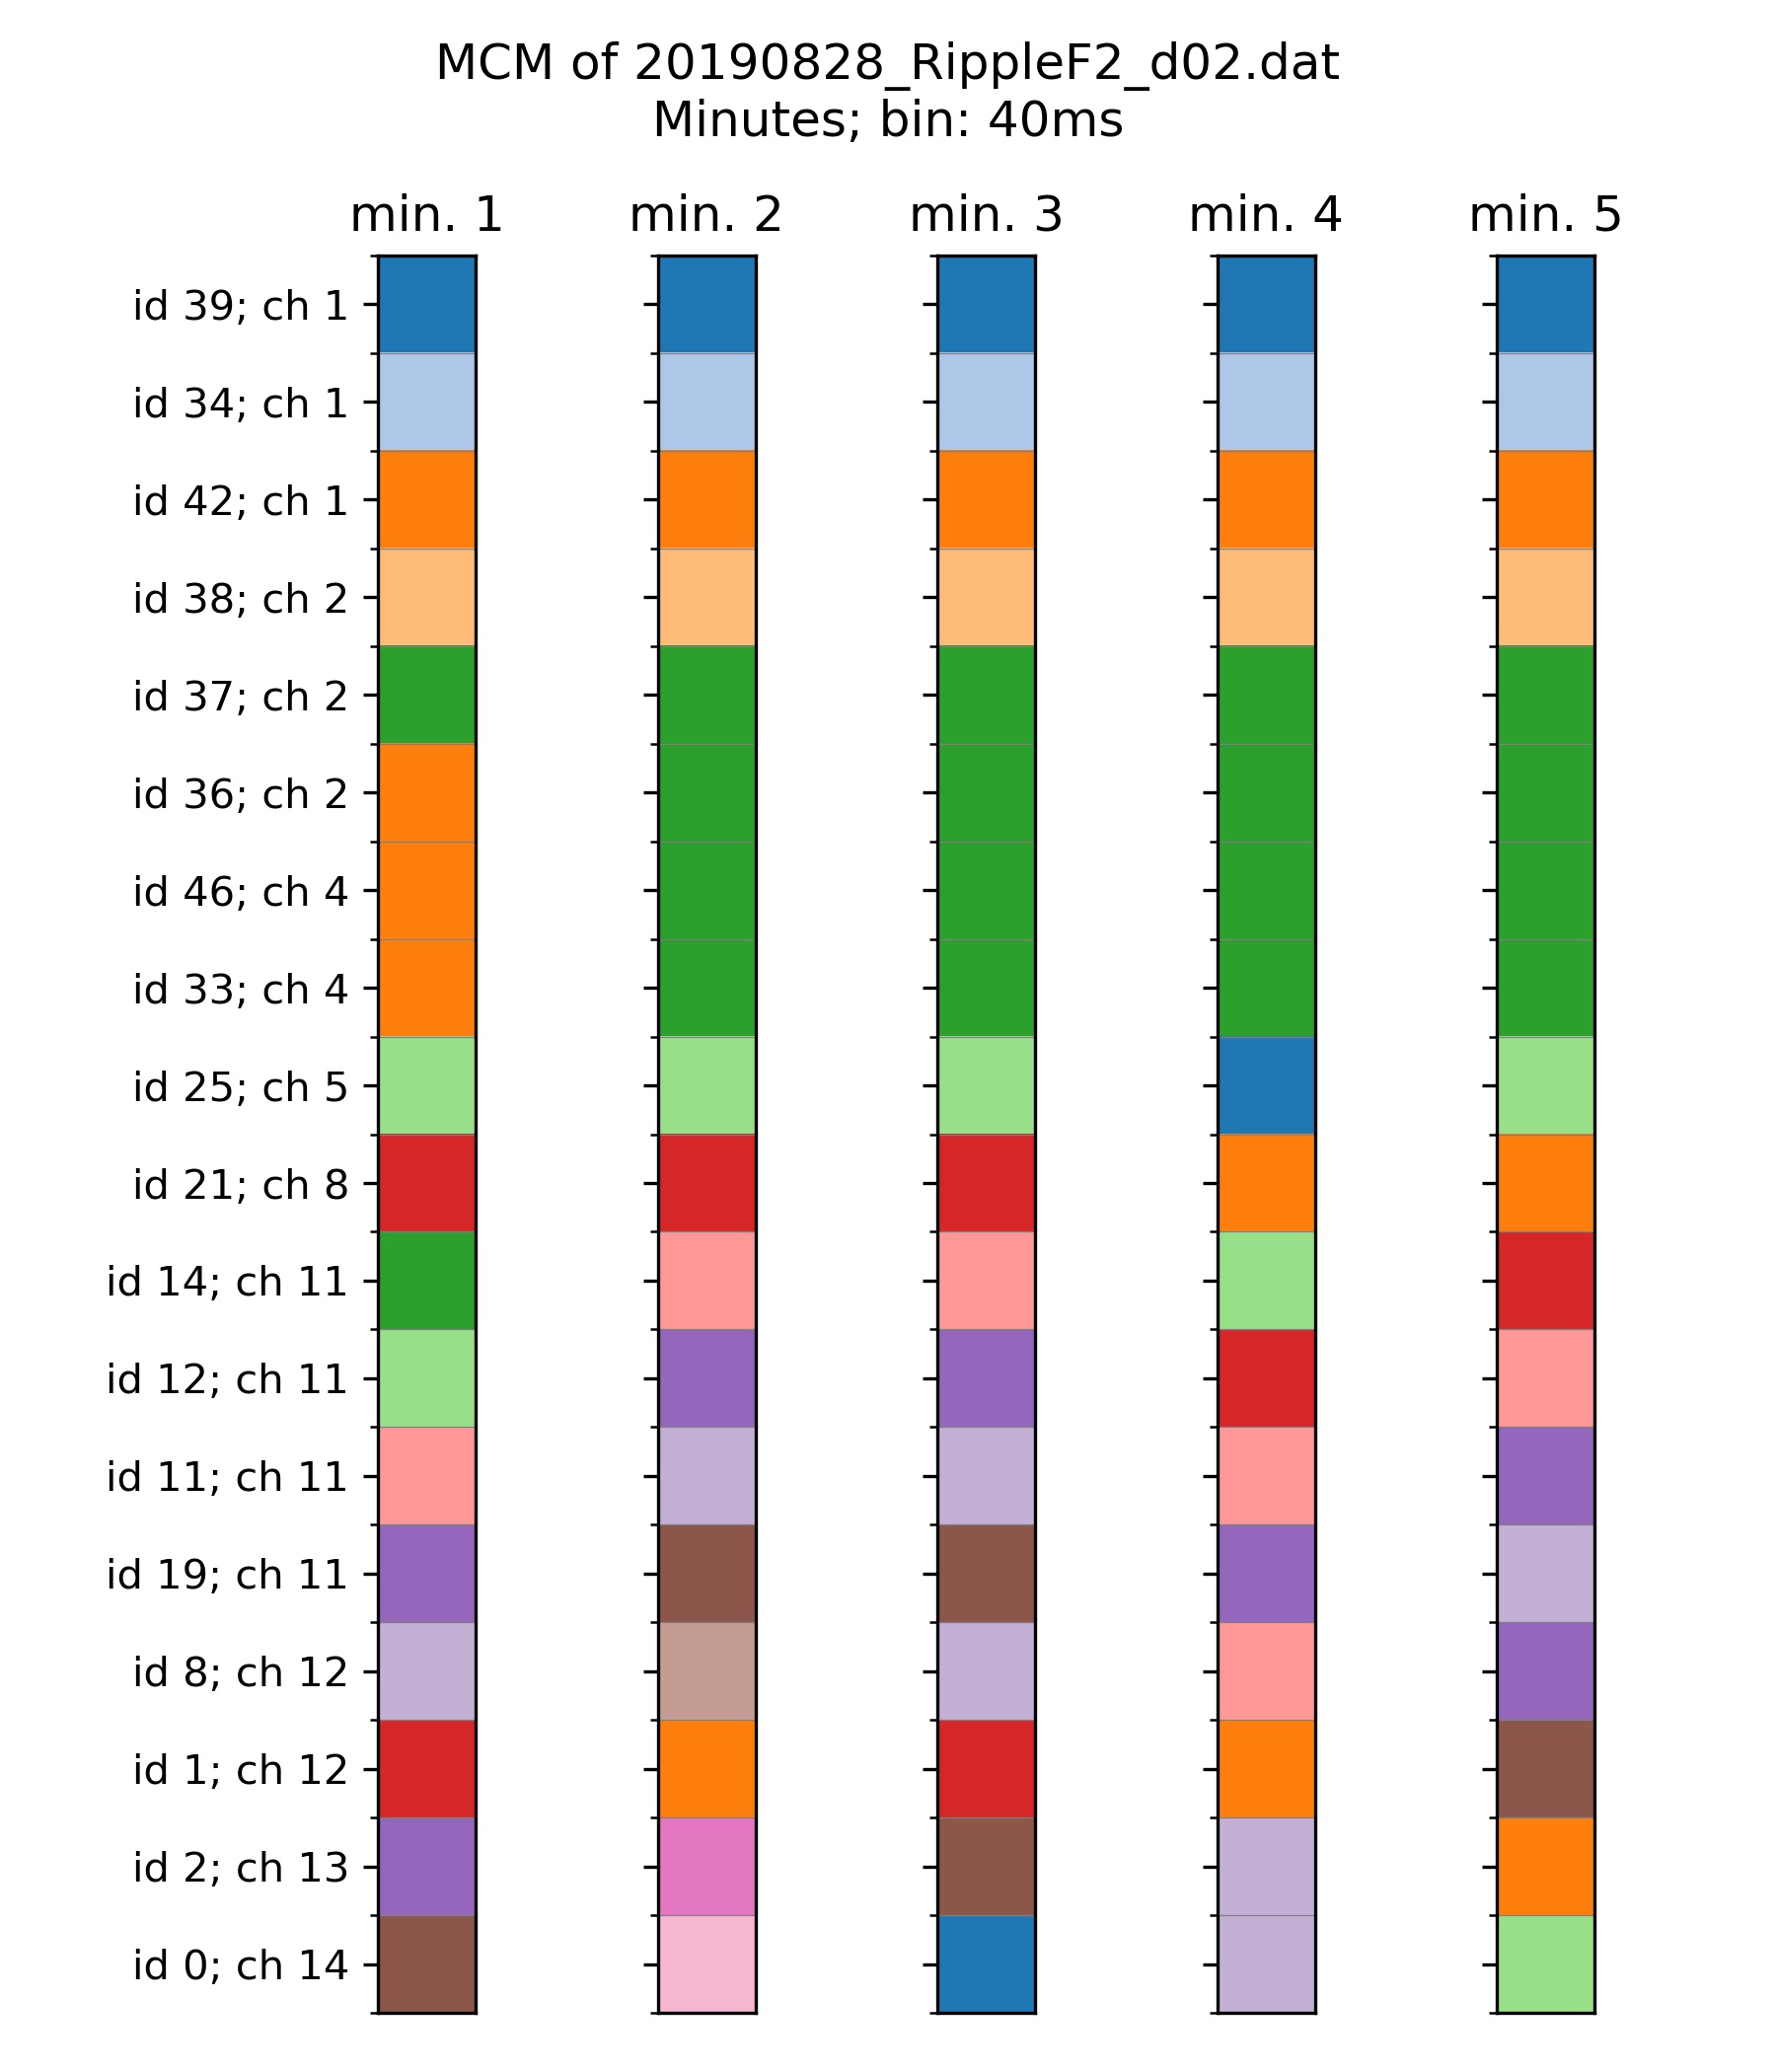 MCM of 20190828_RippleF2_d02.dat
Minutes; bin: 40ms
min. 1 min. 2 min. 3 min. 4 min. 5
id 39; ch 1
id 34; ch 1
id 42; ch 1
id 38; ch 2
id 37; ch 2
id 36; ch 2
id 46; ch 4
id 33; ch 4
id 25; ch 5
id 21; ch 8
id 14; ch 11
id 12; ch 11
id 11; ch 11
id 19; ch 11
id 8; ch 12
id 1; ch 12
id 2; ch 13
id 0; ch 14